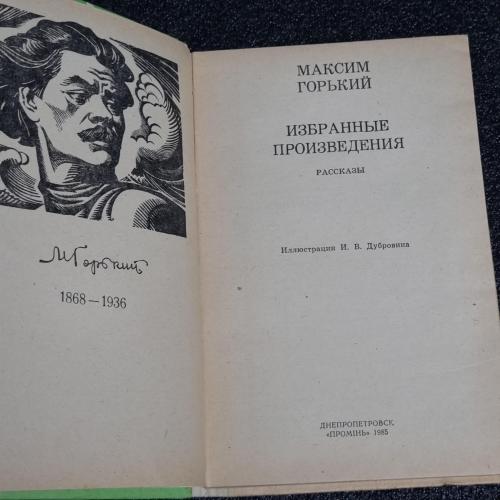 М. Горький
1868—1936
МАКСИМ
ГОРЬКИЙ
ИЗБРАННЫЕ
ПРОИЗВЕДЕНИЯ
РАССКАЗЫ
Иллюстрации И. В. Дубровина
ДНЕПРОПЕТРОВСК
«ПРОМІНЬ» 1985